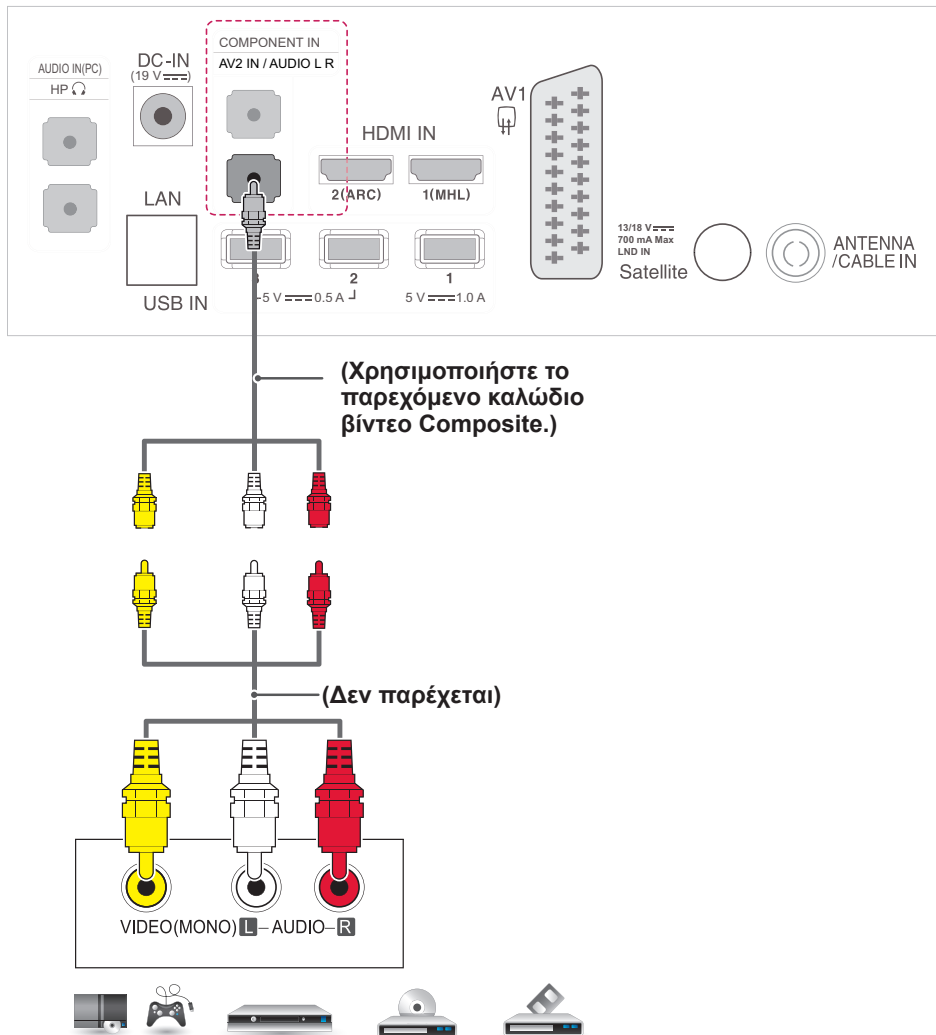 COMPONENT IN
AV2 IN / AUDIO L R
AUDIO IN(PC)
HP
DC-IN
(19 V)
AV1
HDMI IN
2(ARC)
1(MHL)
LAN
USB IN
3
2
1
5 V 0.5 A
5 V 1.0 A
13/18 V
700 mA Max
LND IN
Satellite
ANTENNA
/CABLE IN
(Χρησιμοποιήστε το
παρεχόμενο καλώδιο
βίντεο Composite.)
(Δεν παρέχεται)
VIDEO(MONO) L – AUDIO– R